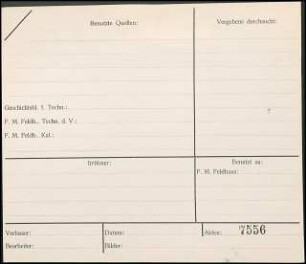 Benutzte Quellen:
Vergebens durchsucht:
Geschichtsbl. f. Techn.:
F. M. Feldh., Techn. d. V:
F. M. Feldh. Kal.:
Irrtümer:
Benutzt zu:
F. M. Feldhaus:
Verfasser:
Datum:
Akten:
7556
Bearbeiter:
Bilder: